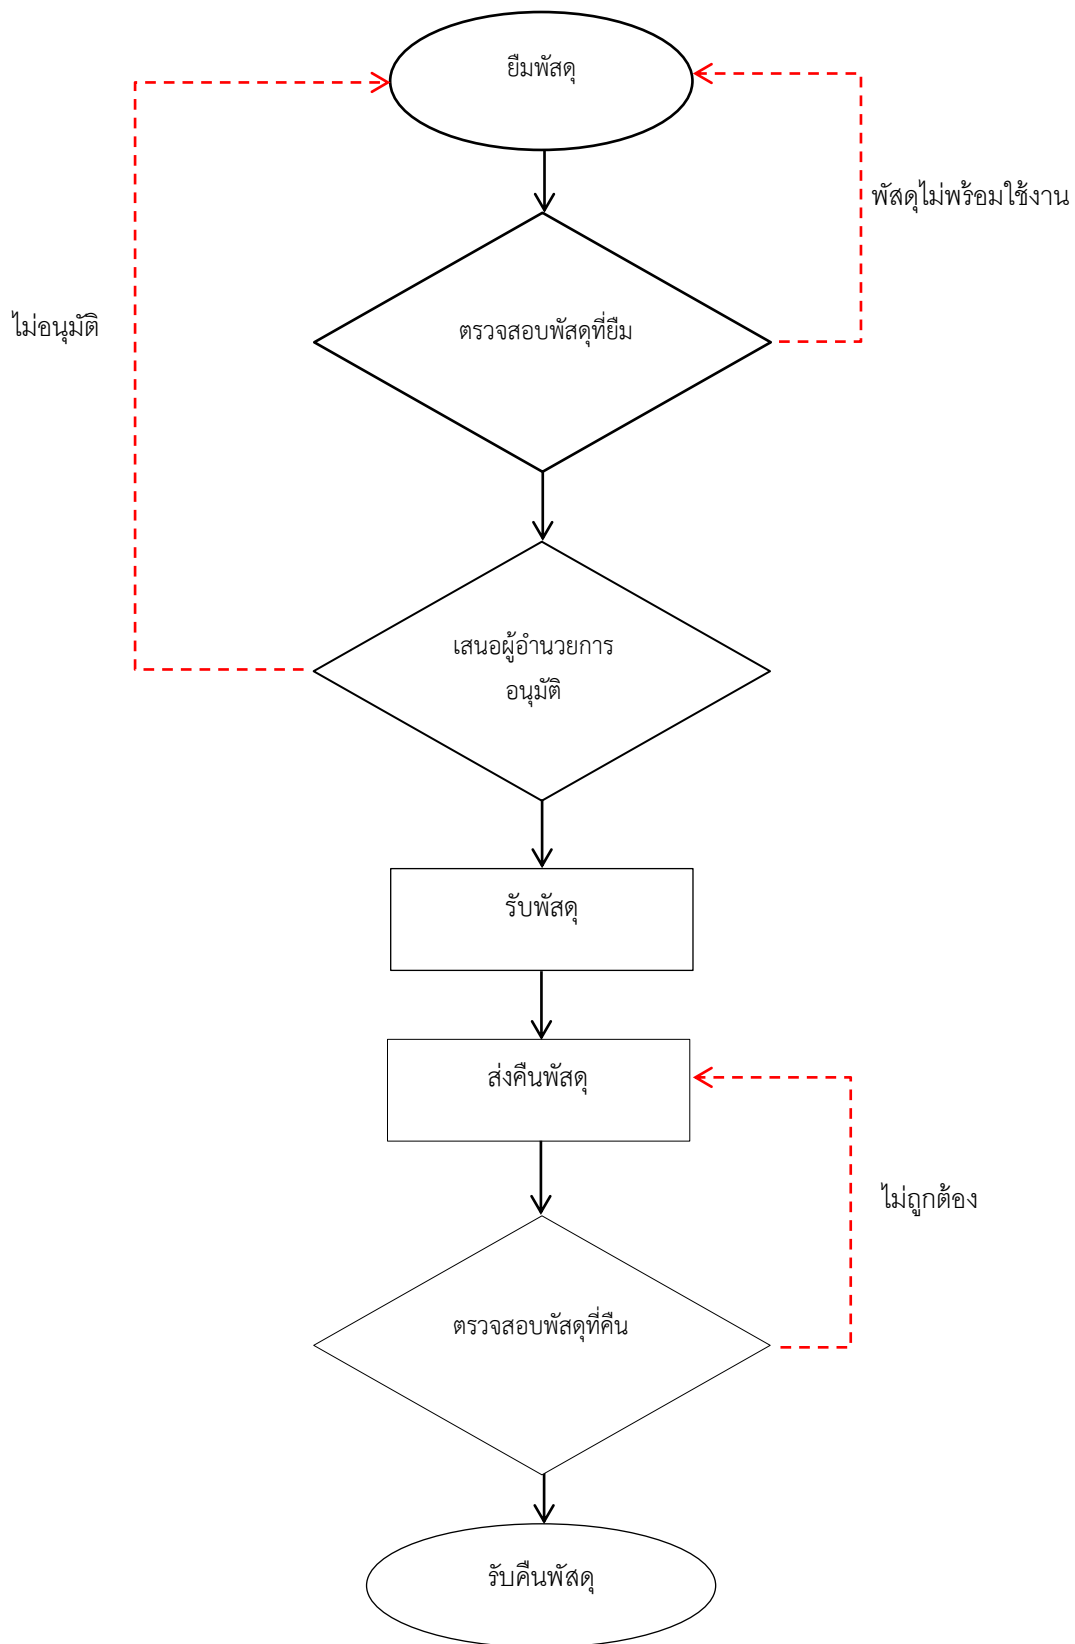 ยืมพัสดุ
พัสดุไม่พร้อมใช้งาน
ไม่อนุมัติ
ตรวจสอบพัสดุที่ยืม
เสนอผู้อำนวยการ
อนุมัติ
รับพัสดุ
ส่งคืนพัสดุ
ไม่ถูกต้อง
ตรวจสอบพัสดุที่คืน
รับคืนพัสดุ